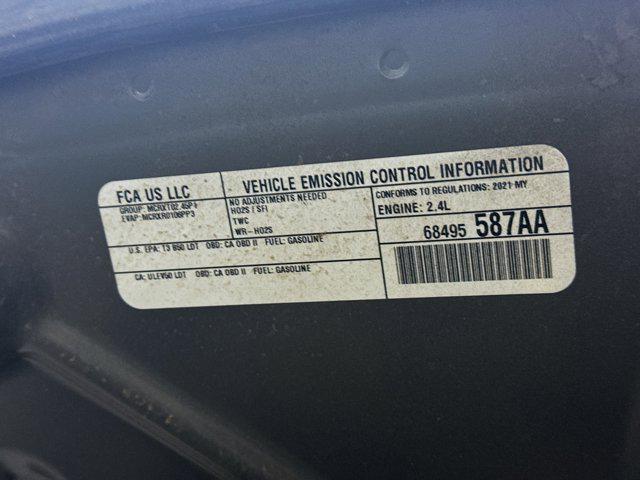 FCA US LLC
GROUP: MCRXT02.45P1
EVAP: MCRXR0106PP3
VEHICLE EMISSION CONTROL INFORMATION
NO ADJUSTMENTS NEEDED
HO2S / SFI
TWC
WR-HO2S
CONFORMS TO REGULATIONS: 2021 MY
ENGINE: 2.4L
U.S. EPA: T3 B50 LDT OBD: CA OBD II FUEL: GASOLINE
CA: ULEV50 LDT OBD: CA OBD II FUEL: GASOLINE
68495 587AA